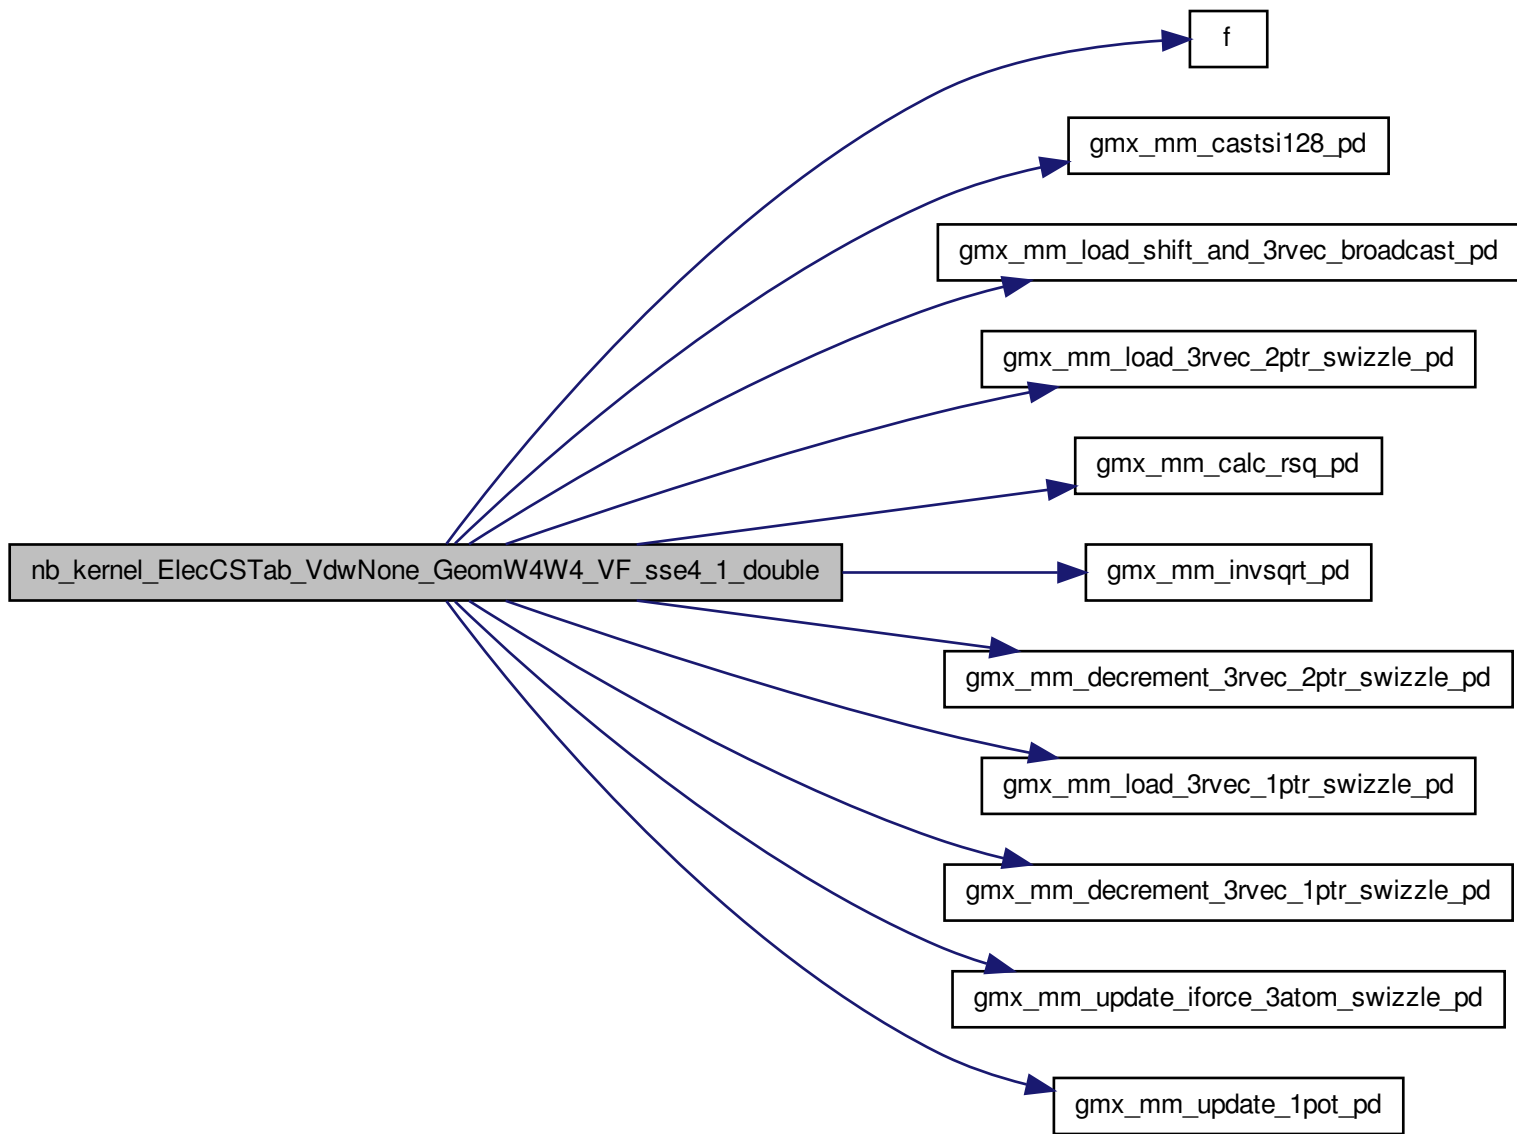 f
gmx_mm_castsi128_pd
gmx_mm_load_shift_and_3rvec_broadcast_pd
gmx_mm_load_3rvec_2ptr_swizzle_pd
gmx_mm_calc_rsq_pd
nb_kernel_ElecCSTab_VdwNone_GeomW4W4_VF_sse4_1_double
gmx_mm_invsqrt_pd
gmx_mm_decrement_3rvec_2ptr_swizzle_pd
gmx_mm_load_3rvec_1ptr_swizzle_pd
gmx_mm_decrement_3rvec_1ptr_swizzle_pd
gmx_mm_update_iforce_3atom_swizzle_pd
gmx_mm_update_1pot_pd